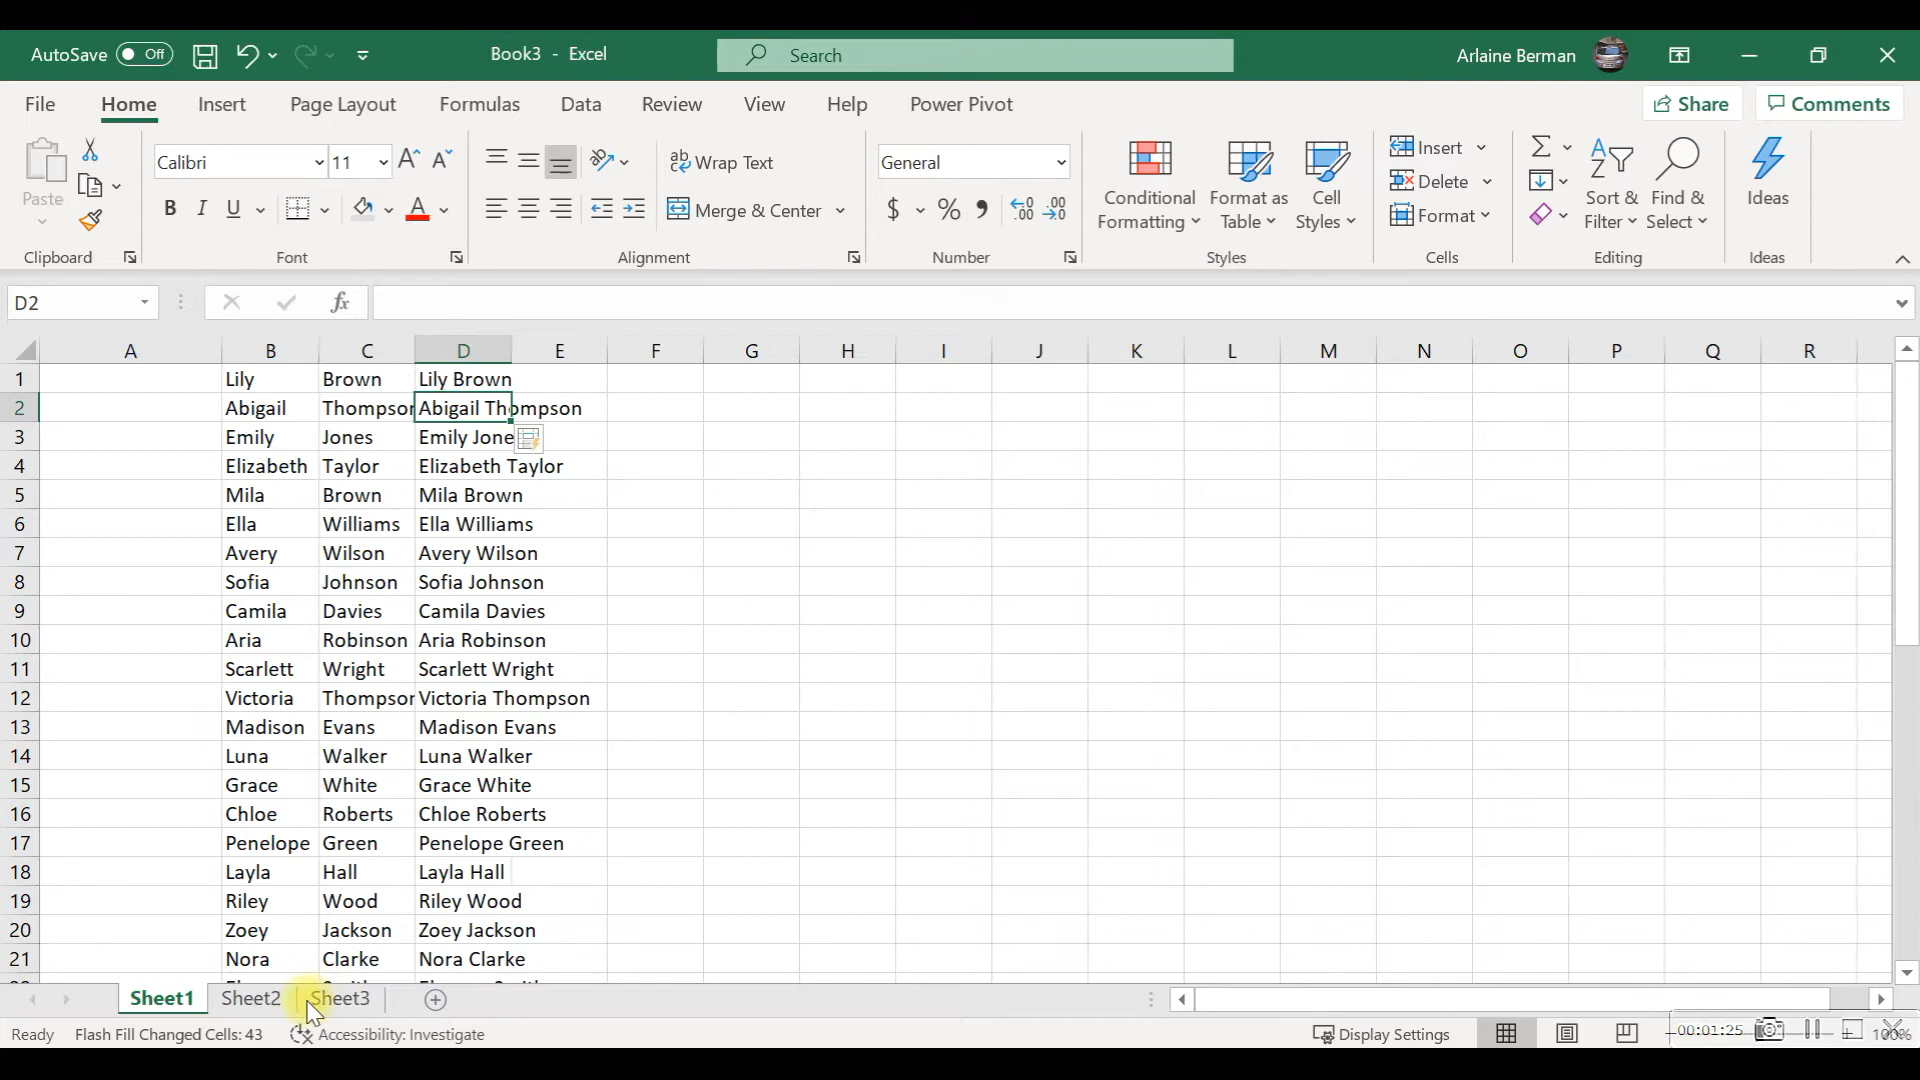 AutoSave Off Book3 - Excel Search Arlaine Berman
File Home Insert Page Layout Formulas Data Review View Help Power Pivot Share Comments
Paste Calibri 11 Wrap Text General Conditional Formatting Format as Table Cell Styles Insert Sort & Filter Find & Select Ideas
Delete
B I U A Merge & Center $ % Format
Clipboard Font Alignment Number Styles Cells Editing Ideas
D2 fx
A B C D E F G H I J K L M N O P Q R
1 Lily Brown Lily Brown
2 Abigail Thompson Abigail Thompson
3 Emily Jones Emily Jone
4 Elizabeth Taylor Elizabeth Taylor
5 Mila Brown Mila Brown
6 Ella Williams Ella Williams
7 Avery Wilson Avery Wilson
8 Sofia Johnson Sofia Johnson
9 Camila Davies Camila Davies
10 Aria Robinson Aria Robinson
11 Scarlett Wright Scarlett Wright
12 Victoria Thompson Victoria Thompson
13 Madison Evans Madison Evans
14 Luna Walker Luna Walker
15 Grace White Grace White
16 Chloe Roberts Chloe Roberts
17 Penelope Green Penelope Green
18 Layla Hall Layla Hall
19 Riley Wood Riley Wood
20 Zoey Jackson Zoey Jackson
21 Nora Clarke Nora Clarke
Sheet1 Sheet2 Sheet3
Ready Flash Fill Changed Cells: 43 Accessibility: Investigate Display Settings 00:01:25 100%